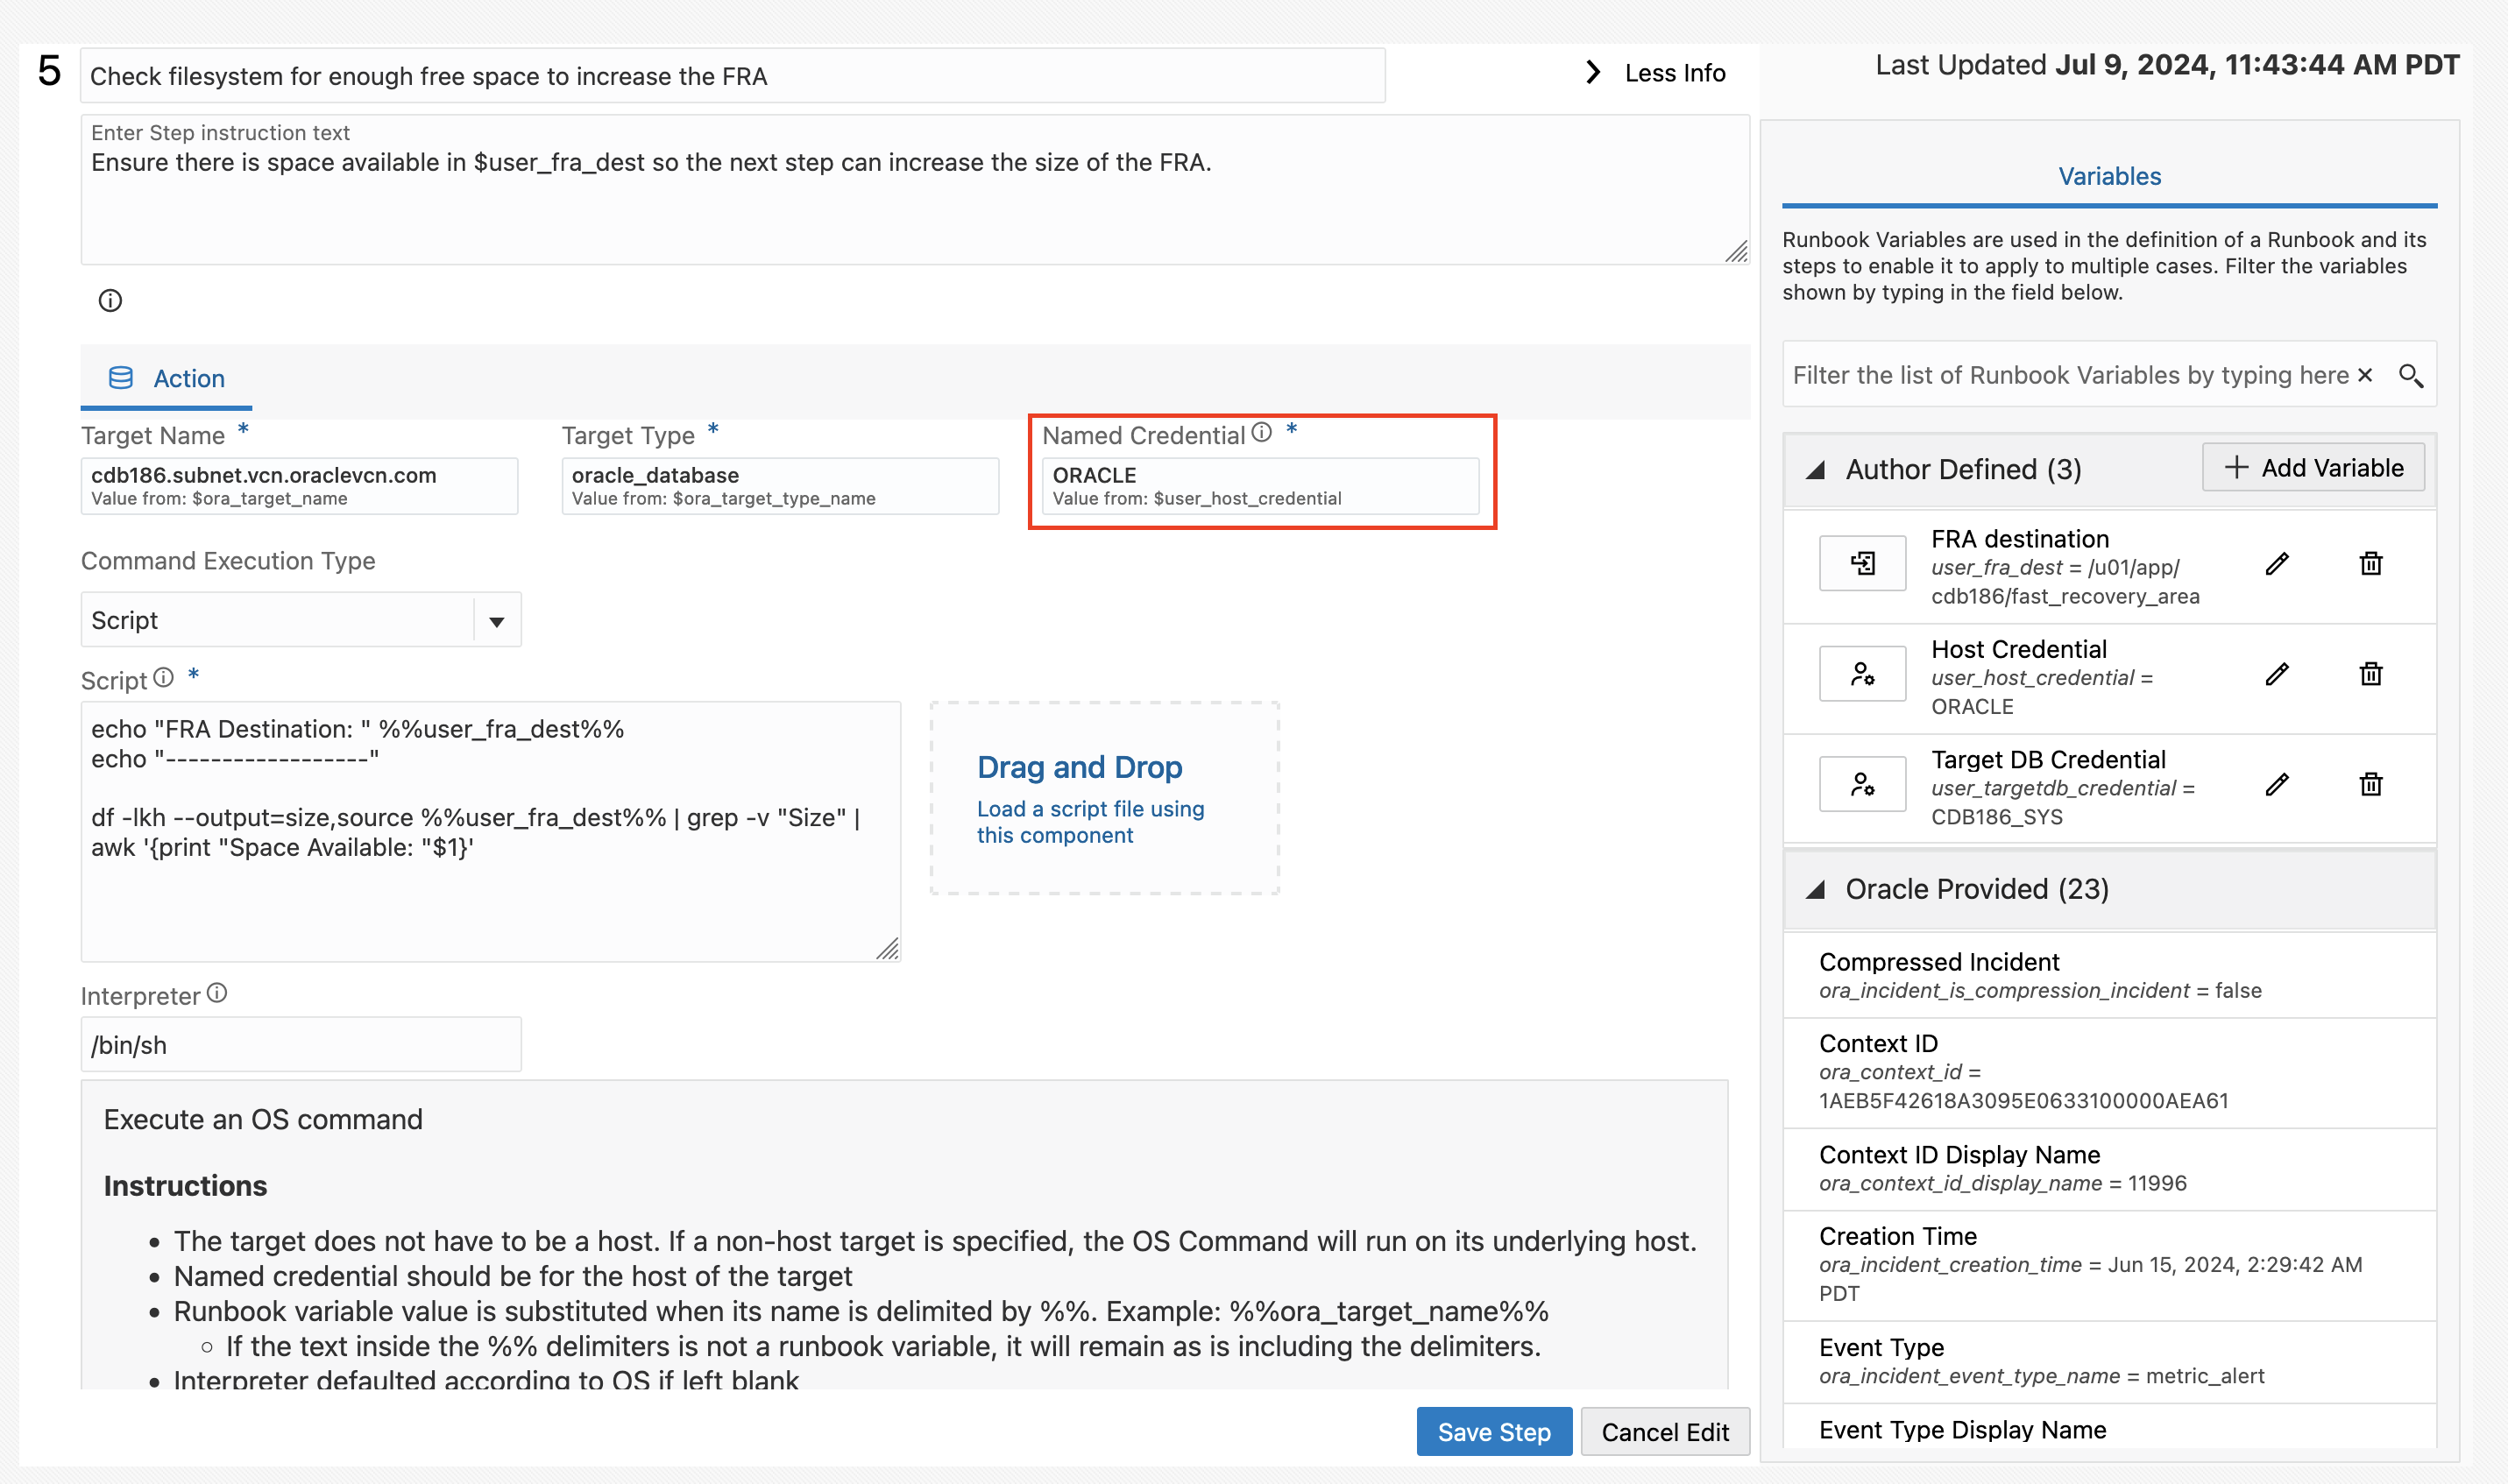 5
Check filesystem for enough free space to increase the FRA
Less Info
Last Updated Jul 9, 2024, 11:43:44 AM PDT
Enter Step instruction text
Ensure there is space available in $user_fra_dest so the next step can increase the size of the FRA.
Action
Target Name *
cdb186.subnet.vcn.oraclevcn.com
Value from: $ora_target_name
Target Type *
oracle_database
Value from: $ora_target_type_name
Named Credential *
ORACLE
Value from: $user_host_credential
Command Execution Type
Script
Script *
echo "FRA Destination: " %%user_fra_dest%%
echo "------------------"
df -lkh --output=size,source %%user_fra_dest%% | grep -v "Size" |
awk '{print "Space Available: "$1}'
Drag and Drop
Load a script file using
this component
Interpreter
/bin/sh
Execute an OS command
Instructions
• The target does not have to be a host. If a non-host target is specified, the OS Command will run on its underlying host.
• Named credential should be for the host of the target
• Runbook variable value is substituted when its name is delimited by %%. Example: %%ora_target_name%%
◦ If the text inside the %% delimiters is not a runbook variable, it will remain as is including the delimiters.
• Interpreter defaulted according to OS if left blank
Save Step
Cancel Edit
Variables
Runbook Variables are used in the definition of a Runbook and its
steps to enable it to apply to multiple cases. Filter the variables
shown by typing in the field below.
Filter the list of Runbook Variables by typing here
Author Defined (3)
Add Variable
FRA destination
user_fra_dest = /u01/app/
cdb186/fast_recovery_area
Host Credential
user_host_credential =
ORACLE
Target DB Credential
user_targetdb_credential =
CDB186_SYS
Oracle Provided (23)
Compressed Incident
ora_incident_is_compression_incident = false
Context ID
ora_context_id =
1AEB5F42618A3095E0633100000AEA61
Context ID Display Name
ora_context_id_display_name = 11996
Creation Time
ora_incident_creation_time = Jun 15, 2024, 2:29:42 AM
PDT
Event Type
ora_incident_event_type_name = metric_alert
Event Type Display Name